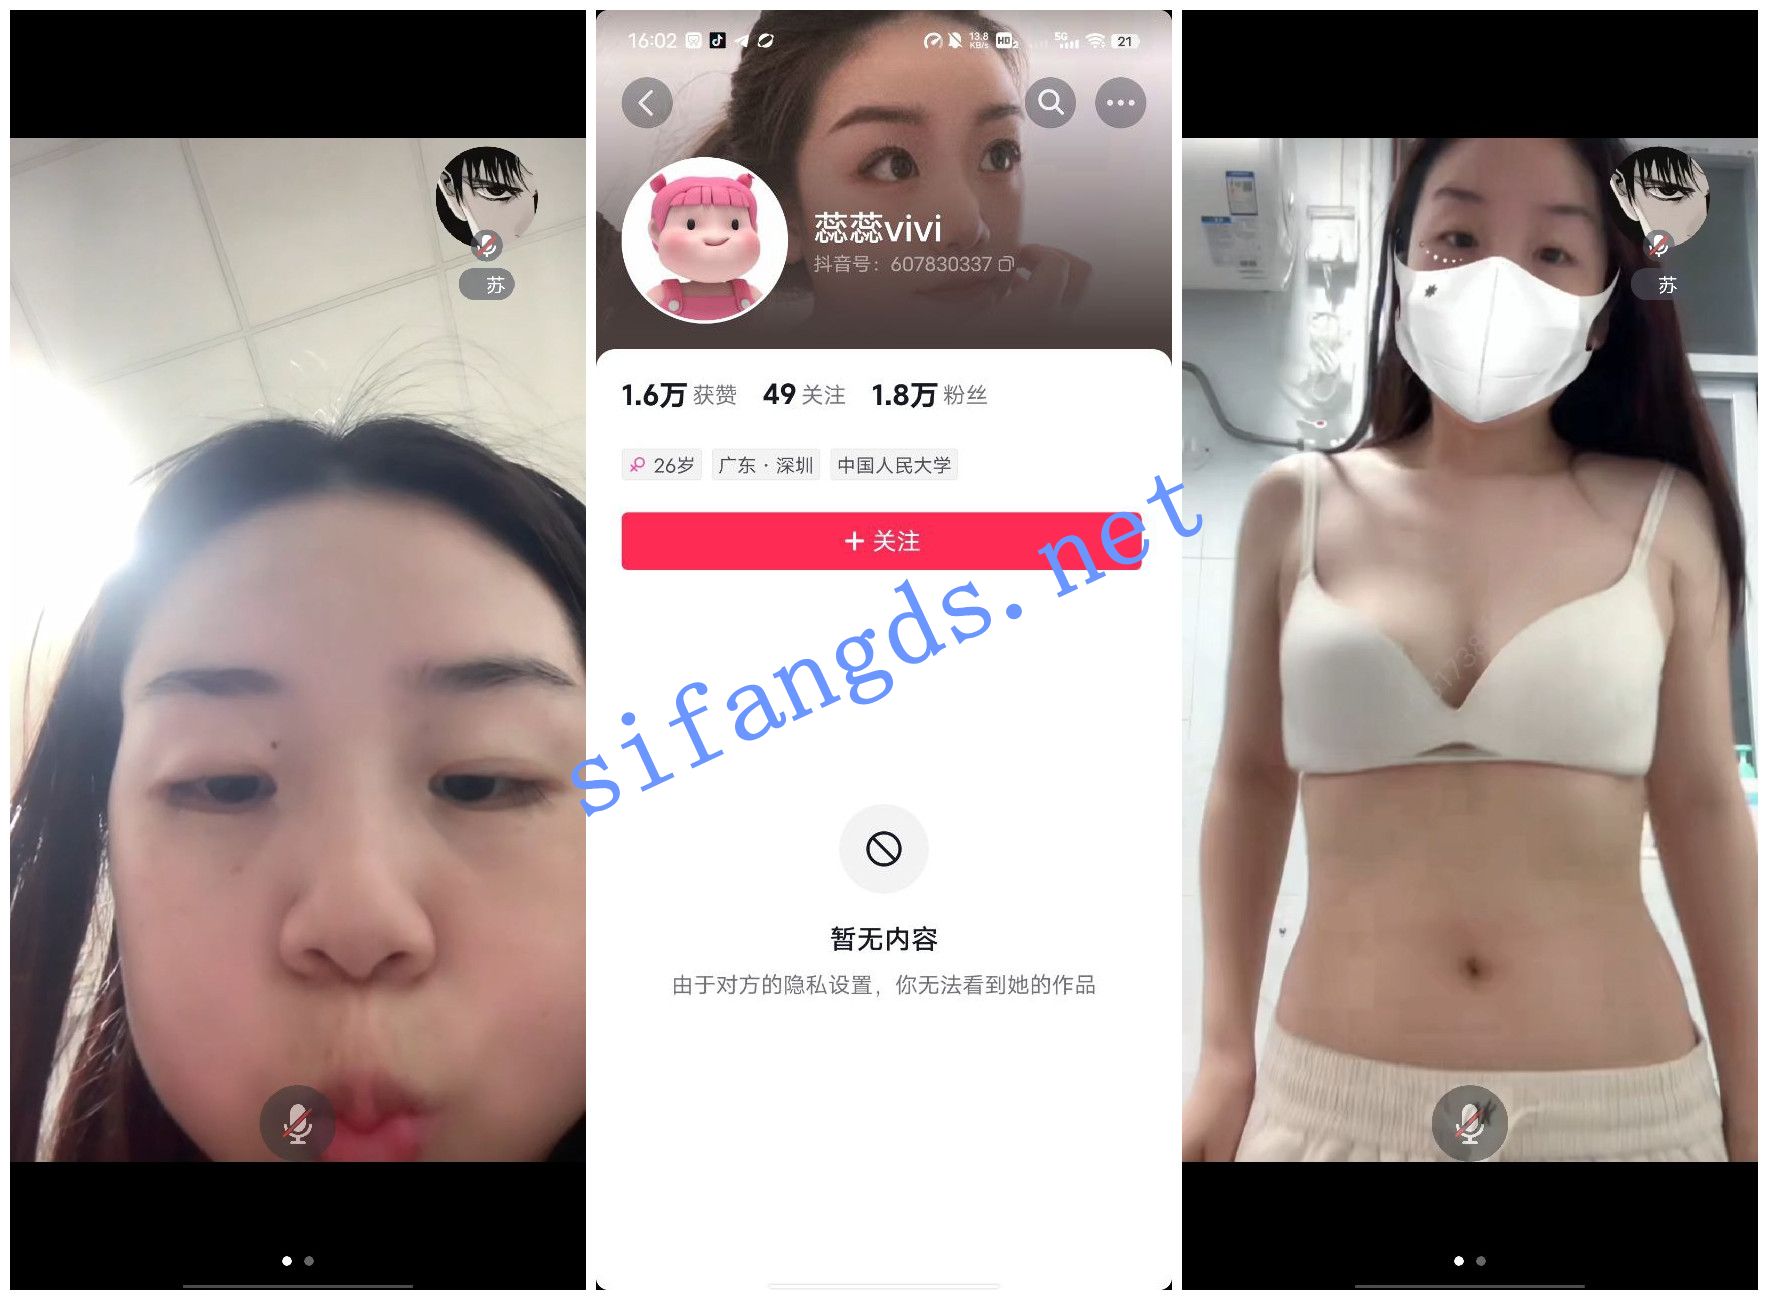 苏
16:02
13.8
KB/s
HD2
5G
21
蕊蕊vivi
抖音号：607830337
1.6万 获赞 49 关注 1.8万 粉丝
26岁 广东·深圳 中国人民大学
+ 关注
暂无内容
由于对方的隐私设置，你无法看到她的作品
sifangds.net
苏